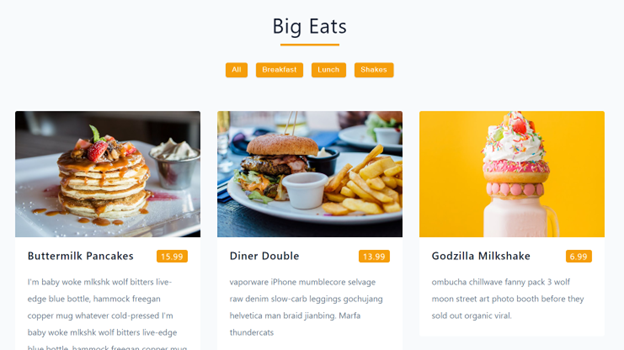 Big Eats
All Breakfast Lunch Shakes
Buttermilk Pancakes 15.99
I'm baby woke mlkshk wolf bitters live-
edge blue bottle, hammock freegan
copper mug whatever cold-pressed I'm
baby woke mlkshk wolf bitters live-edge
blue bottle, hammock freegan copper mug
Diner Double 13.99
vaporware iPhone mumblecore selvage
raw denim slow-carb leggings gochujang
helvetica man braid jianbing. Marfa
thundercats
Godzilla Milkshake 6.99
ombucha chillwave fanny pack 3 wolf
moon street art photo booth before they
sold out organic viral.